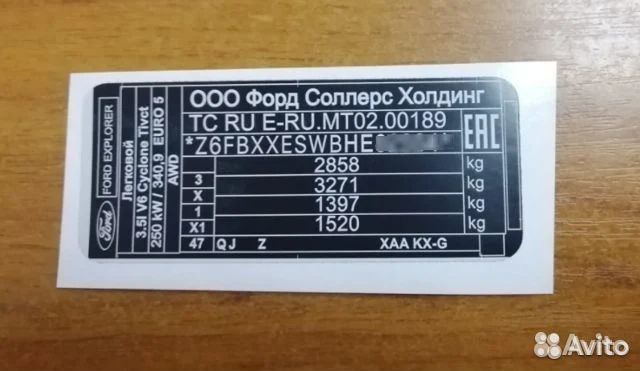 ООО Форд Соллерс Холдинг
TC RU E-RU.MT02.00189
*Z6FBXXESWBHE
EAC
2858 kg
3 3271 kg
X 1397 kg
1 1520 kg
X1
47 QJ Z XAA KX-G
Ford
FORD EXPLORER
Легковой
3.5l V6 Cyclone Tivct
250 kW / 340,9 EURO 5
AWD
Avito